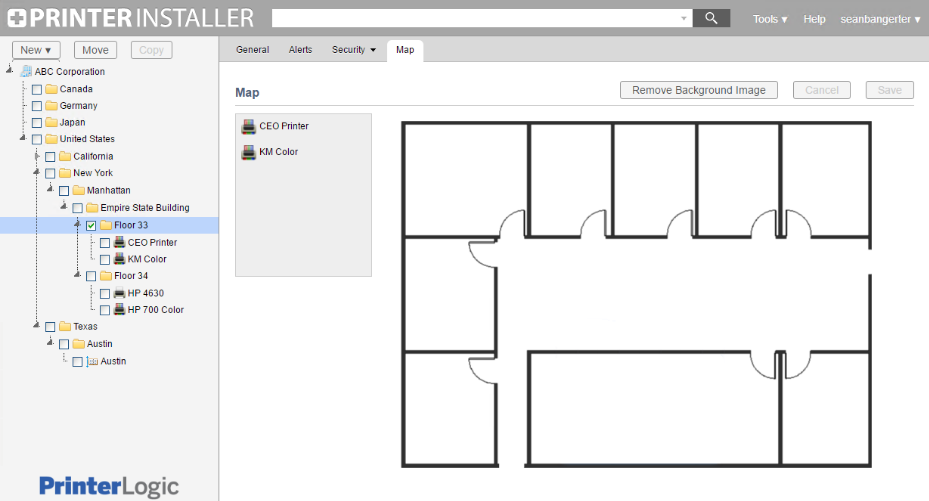 PRINTER INSTALLER
Tools ▾ Help seanbangerter ▾
New ▾ Move Copy
General Alerts Security ▾ Map
ABC Corporation
Canada
Germany
Japan
United States
California
New York
Manhattan
Empire State Building
Floor 33
CEO Printer
KM Color
Floor 34
HP 4630
HP 700 Color
Texas
Austin
Austin
PrinterLogic
Map
Remove Background Image Cancel Save
CEO Printer
KM Color